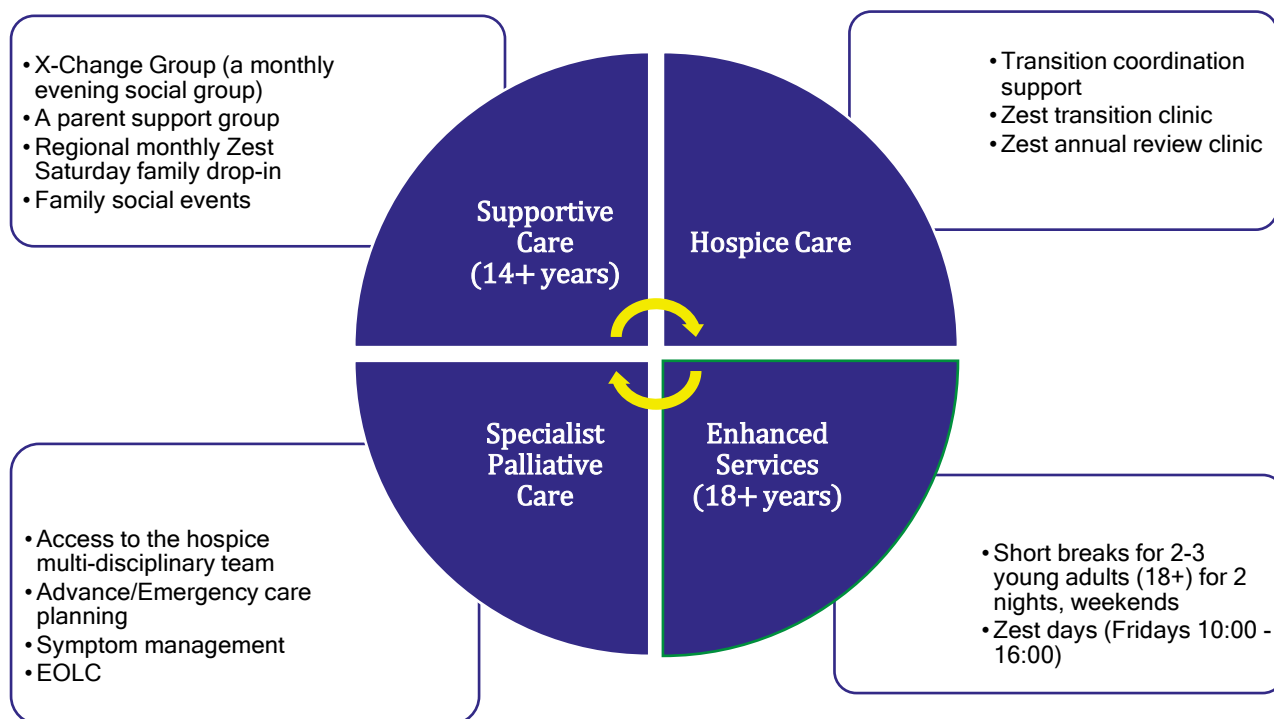 • X-Change Group (a monthly
evening social group)
• A parent support group
• Regional monthly Zest
Saturday family drop-in
• Family social events
• Transition coordination
support
• Zest transition clinic
• Zest annual review clinic
Supportive
Care
(14+ years)
Hospice Care
Specialist
Palliative
Care
Enhanced
Services
(18+ years)
• Access to the hospice
multi-disciplinary team
• Advance/Emergency care
planning
• Symptom management
• EOLC
• Short breaks for 2-3
young adults (18+) for 2
nights, weekends
• Zest days (Fridays 10:00 -
16:00)